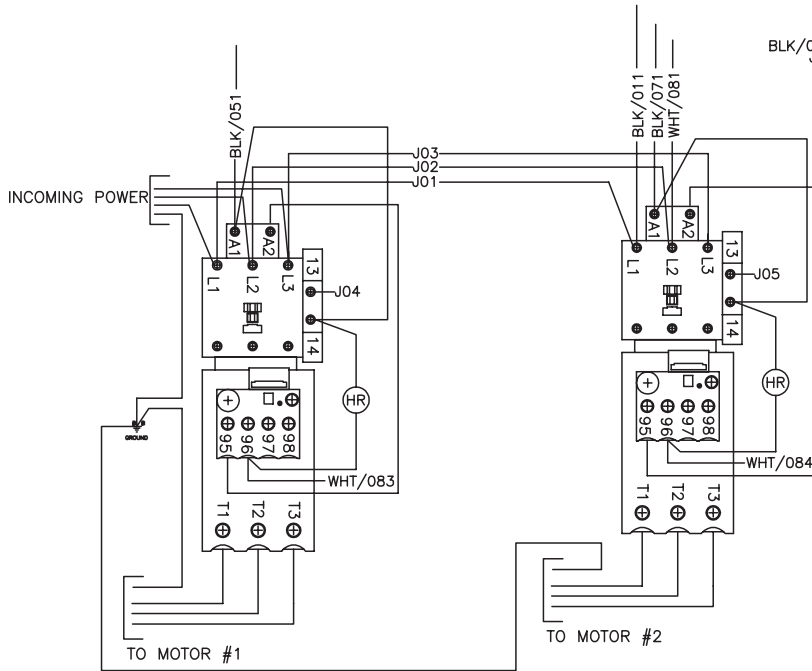 BLK/051
BLK/011
BLK/071
WHT/081
BLK/0
J03
J02
J01
INCOMING POWER
A1
A2
L1
L2
L3
13
J04
14
A1
A2
L1
L2
L3
13
J05
14
HR
HR
95
96
97
98
95
96
97
98
GROUND
WHT/083
WHT/084
T1
T2
T3
T1
T2
T3
TO MOTOR #1
TO MOTOR #2